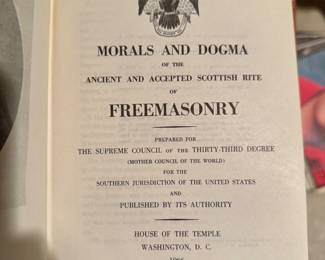 MORALS AND DOGMA
OF THE
ANCIENT AND ACCEPTED SCOTTISH RITE
OF
FREEMASONRY
PREPARED FOR
THE SUPREME COUNCIL OF THE THIRTY-THIRD DEGREE
(MOTHER COUNCIL OF THE WORLD)
FOR THE
SOUTHERN JURISDICTION OF THE UNITED STATES
AND
PUBLISHED BY ITS AUTHORITY
HOUSE OF THE TEMPLE
WASHINGTON, D. C.